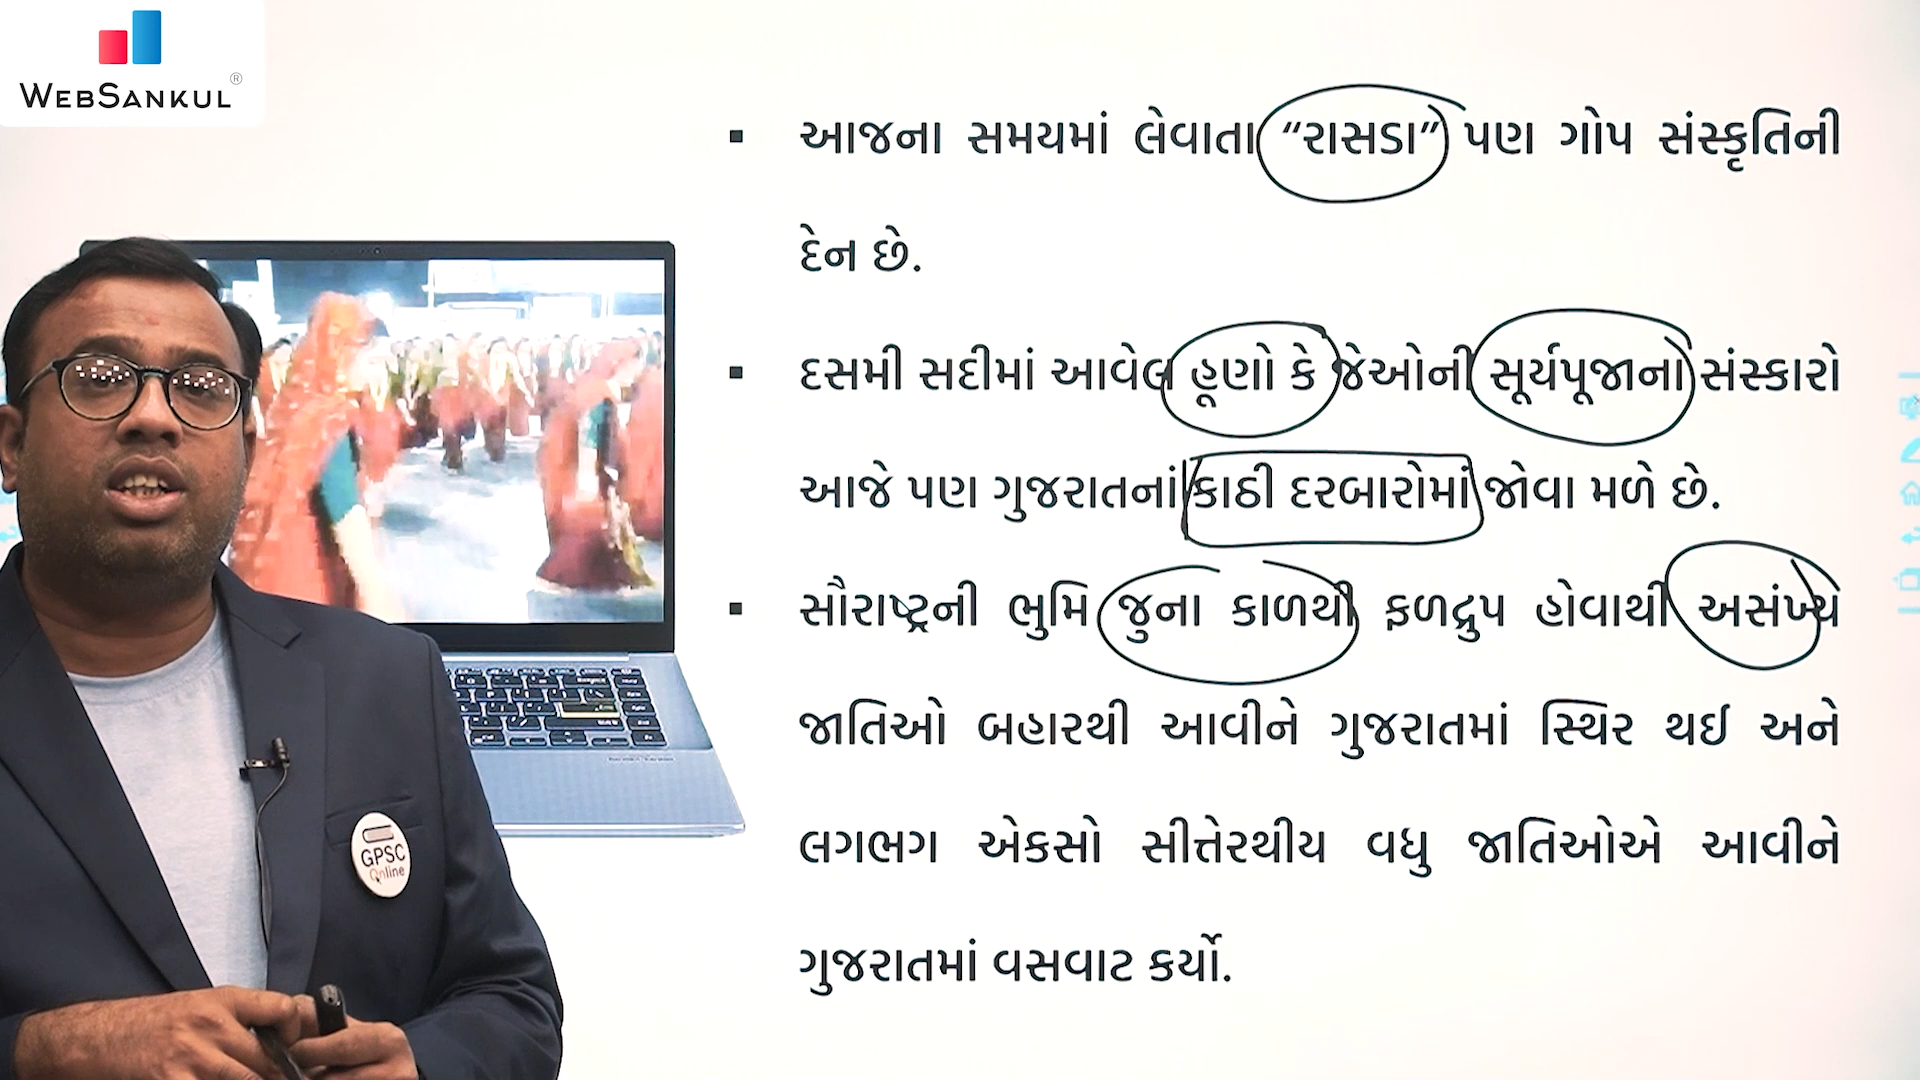 WEBSANKUL®
આજના સમયમાં લેવાતા “રાસડા” પણ ગોપ સંસ્કૃતિની
દેન છે.
દસમી સદીમાં આવેલ હૂણો કે જેઓની સૂર્યપૂજાના સંસ્કારો
આજે પણ ગુજરાતનાં કાઠી દરબારોમાં જોવા મળે છે.
સૌરાષ્ટ્રની ભુમિ જુના કાળથી ફળદ્રુપ હોવાથી અસંખ્ય
જાતિઓ બહારથી આવીને ગુજરાતમાં સ્થિર થઈ અને
લગભગ એકસો સીત્તેરથીય વધુ જાતિઓએ આવીને
ગુજરાતમાં વસવાટ કર્યો.
GPSC
Online